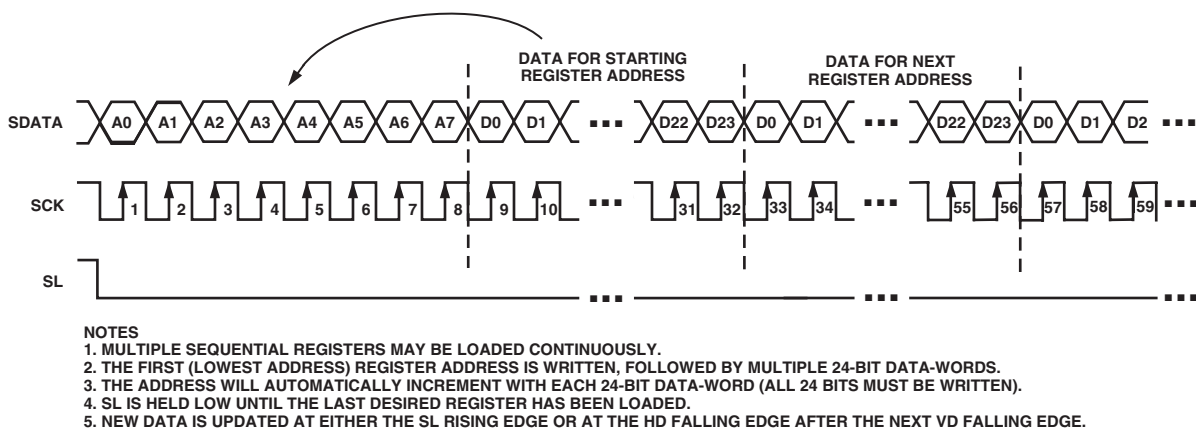 DATA FOR STARTING
REGISTER ADDRESS
DATA FOR NEXT
REGISTER ADDRESS
SDATA A0 A1 A2 A3 A4 A5 A6 A7 D0 D1 D22 D23 D0 D1 D22 D23 D0 D1 D2
SCK 1 2 3 4 5 6 7 8 9 10 31 32 33 34 55 56 57 58 59
SL
NOTES
1. MULTIPLE SEQUENTIAL REGISTERS MAY BE LOADED CONTINUOUSLY.
2. THE FIRST (LOWEST ADDRESS) REGISTER ADDRESS IS WRITTEN, FOLLOWED BY MULTIPLE 24-BIT DATA-WORDS.
3. THE ADDRESS WILL AUTOMATICALLY INCREMENT WITH EACH 24-BIT DATA-WORD (ALL 24 BITS MUST BE WRITTEN).
4. SL IS HELD LOW UNTIL THE LAST DESIRED REGISTER HAS BEEN LOADED.
5. NEW DATA IS UPDATED AT EITHER THE SL RISING EDGE OR AT THE HD FALLING EDGE AFTER THE NEXT VD FALLING EDGE.